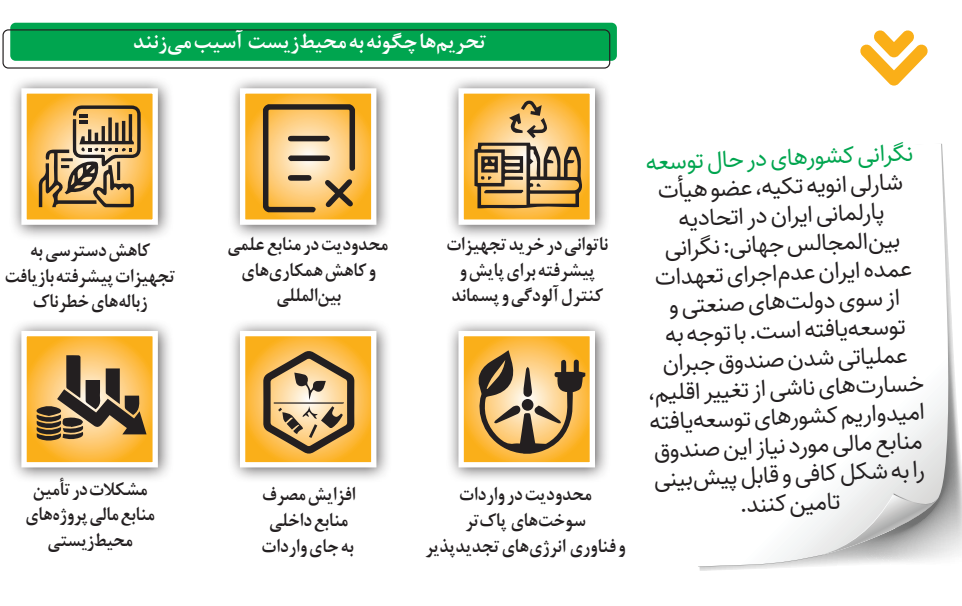 تحریم‌ها چگونه به محیط زیست آسیب می‌زنند
نگرانی کشورهای در حال توسعه
شارلی انویه تکیه، عضو هیأت
پارلمانی ایران در اتحادیه
بین‌المجالس جهانی: نگرانی
عمده ایران عدم‌اجرای تعهدات
از سوی دولت‌های صنعتی و
توسعه‌یافته است. با توجه به
عملیاتی شدن صندوق جبران
خسارت‌های ناشی از تغییر اقلیم،
امیدواریم کشورهای توسعه‌یافته
منابع مالی مورد نیاز این صندوق
را به شکل کافی و قابل پیش‌بینی
تامین کنند.
ناتوانی در خرید تجهیزات
پیشرفته برای پایش و
کنترل آلودگی و پسماند
محدودیت در منابع علمی
و کاهش همکاری‌های
بین‌المللی
کاهش دسترسی به
تجهیزات پیشرفته بازیافت
زباله‌های خطرناک
محدودیت در واردات
سوخت‌های پاک‌تر
و فناوری انرژی‌های تجدیدپذیر
افزایش مصرف
منابع داخلی
به جای واردات
مشکلات در تأمین
منابع مالی پروژه‌های
محیط‌زیستی